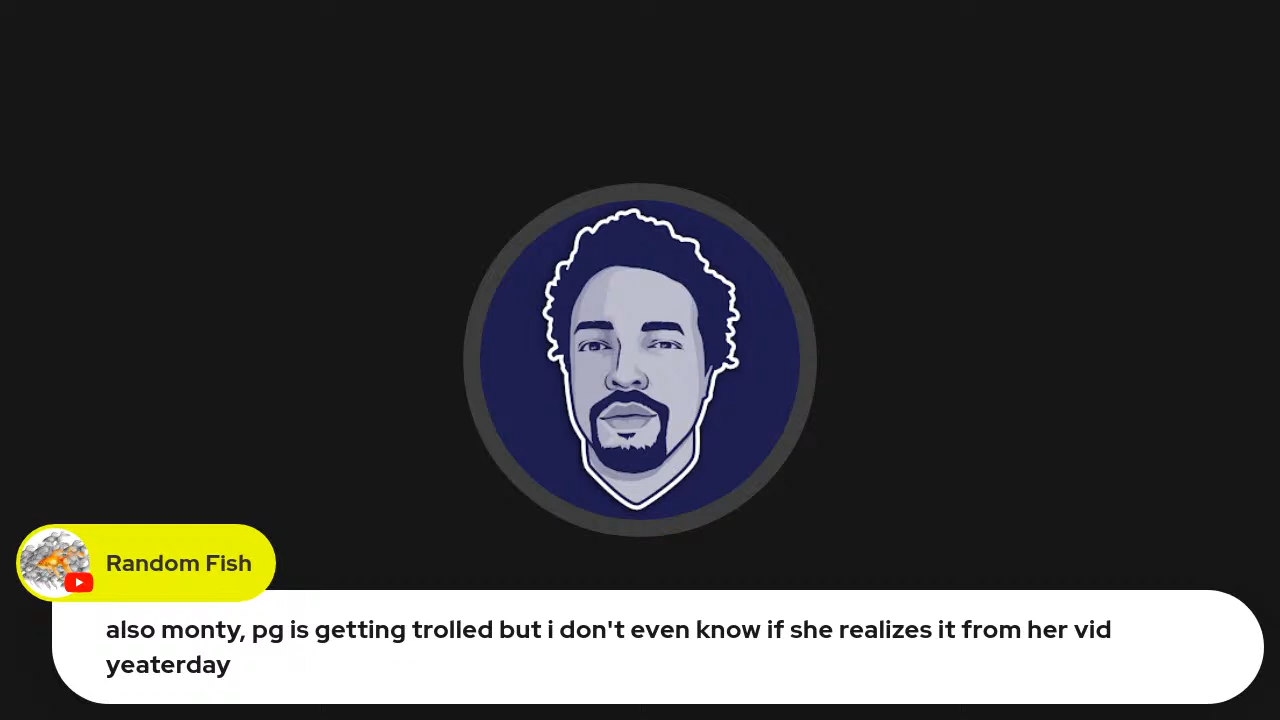 Random Fish
also monty, pg is getting trolled but i don't even know if she realizes it from her vid
yeaterday